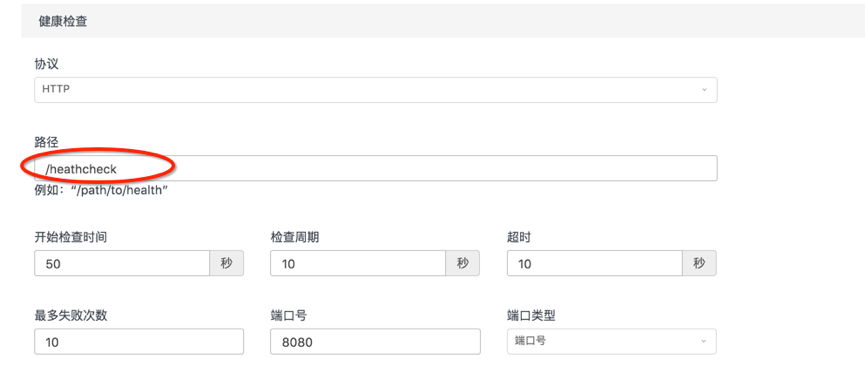 健康检查
协议
HTTP
路径
/heathcheck
例如：“/path/to/health”
开始检查时间 检查周期 超时
50 秒 10 秒 10 秒
最多失败次数 端口号 端口类型
10 8080 端口号